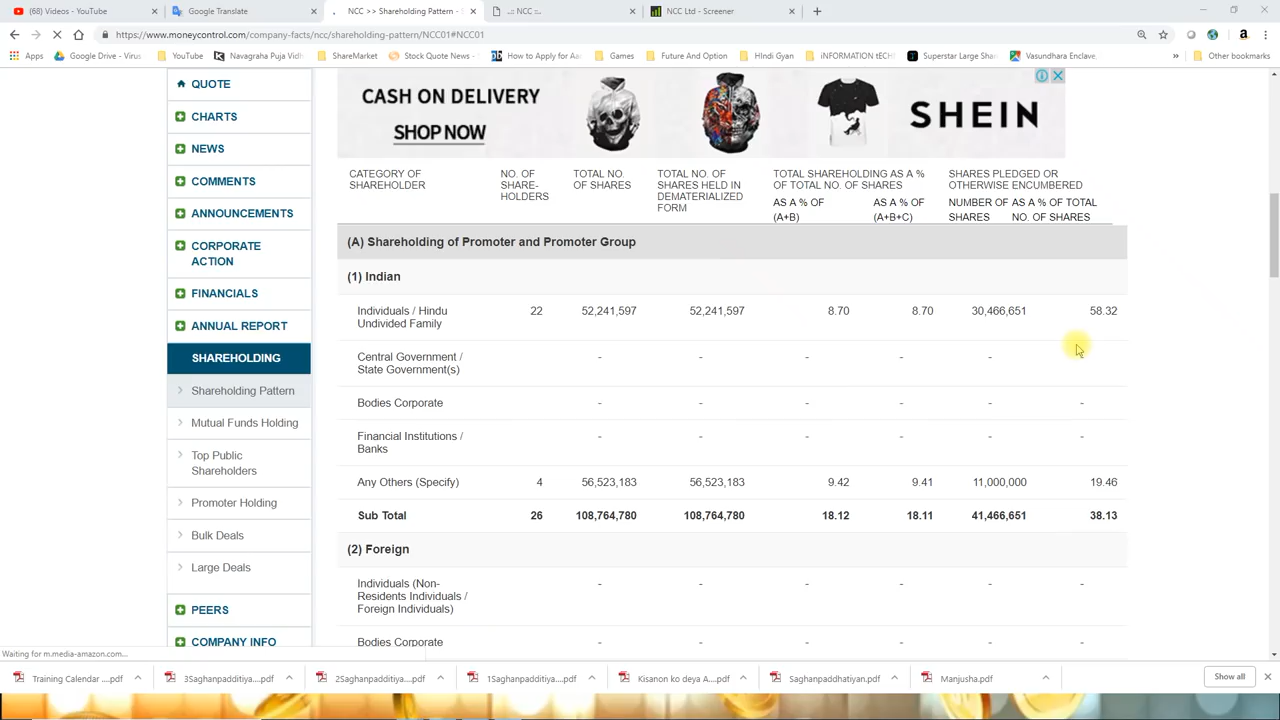 (68) Videos - YouTube
Google Translate
NCC >> Shareholding Pattern - S
.:: NCC ::.
NCC Ltd - Screener
https://www.moneycontrol.com/company-facts/ncc/shareholding-pattern/NCC01#NCC01
Apps
Google Drive - Virus
YouTube
Navagraha Puja Vidh
ShareMarket
Stock Quote News -
How to Apply for Aar
Games
Future And Option
HIndi Gyan
iNFORMATION tECH
Superstar Large Shar
Vasundhara Enclave.
»
Other bookmarks
CASH ON DELIVERY
SHOP NOW
SHEIN
QUOTE
CHARTS
NEWS
COMMENTS
ANNOUNCEMENTS
CORPORATE
ACTION
FINANCIALS
ANNUAL REPORT
SHAREHOLDING
Shareholding Pattern
Mutual Funds Holding
Top Public
Shareholders
Promoter Holding
Bulk Deals
Large Deals
PEERS
COMPANY INFO
CATEGORY OF
SHAREHOLDER
NO. OF
SHARE-
HOLDERS
TOTAL NO.
OF SHARES
TOTAL NO. OF
SHARES HELD IN
DEMATERIALIZED
FORM
TOTAL SHAREHOLDING AS A %
OF TOTAL NO. OF SHARES
AS A % OF
(A+B)
AS A % OF
(A+B+C)
SHARES PLEDGED OR
OTHERWISE ENCUMBERED
NUMBER OF
SHARES
AS A % OF TOTAL
NO. OF SHARES
(A) Shareholding of Promoter and Promoter Group
(1) Indian
Individuals / Hindu
Undivided Family
22 52,241,597 52,241,597 8.70 8.70 30,466,651 58.32
Central Government /
State Government(s)
- - - - - -
Bodies Corporate - - - - - -
Financial Institutions /
Banks
- - - - - -
Any Others (Specify) 4 56,523,183 56,523,183 9.42 9.41 11,000,000 19.46
Sub Total 26 108,764,780 108,764,780 18.12 18.11 41,466,651 38.13
(2) Foreign
Individuals (Non-
Residents Individuals /
Foreign Individuals)
- - - - - -
Bodies Corporate - - - - - -
Waiting for m.media-amazon.com...
Training Calendar ....pdf
3Saghanpadditiya....pdf
2Saghanpadditiya....pdf
1Saghanpadditiya....pdf
Kisanon ko deya A....pdf
Saghanpaddhatiyan.pdf
Manjusha.pdf
Show all